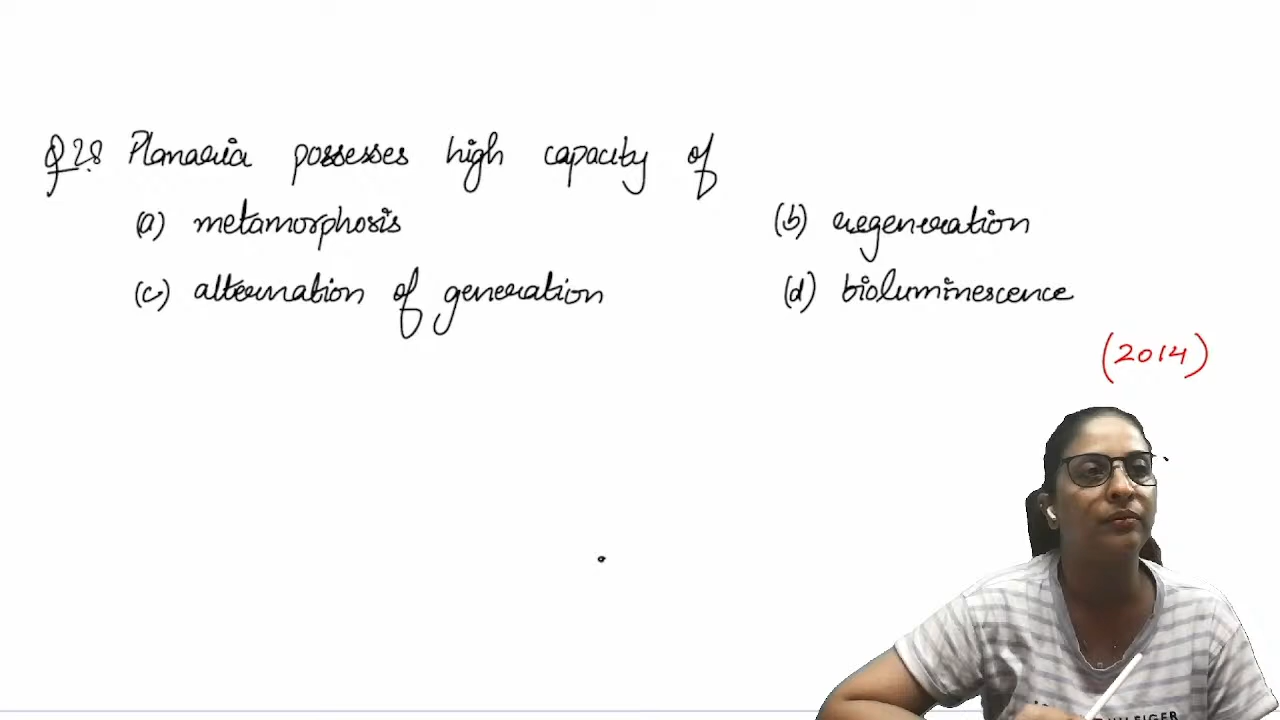 Q28 Planaria possesses high capacity of
(a) metamorphosis (b) regeneration
(c) alternation of generation (d) bioluminescence
(2014)